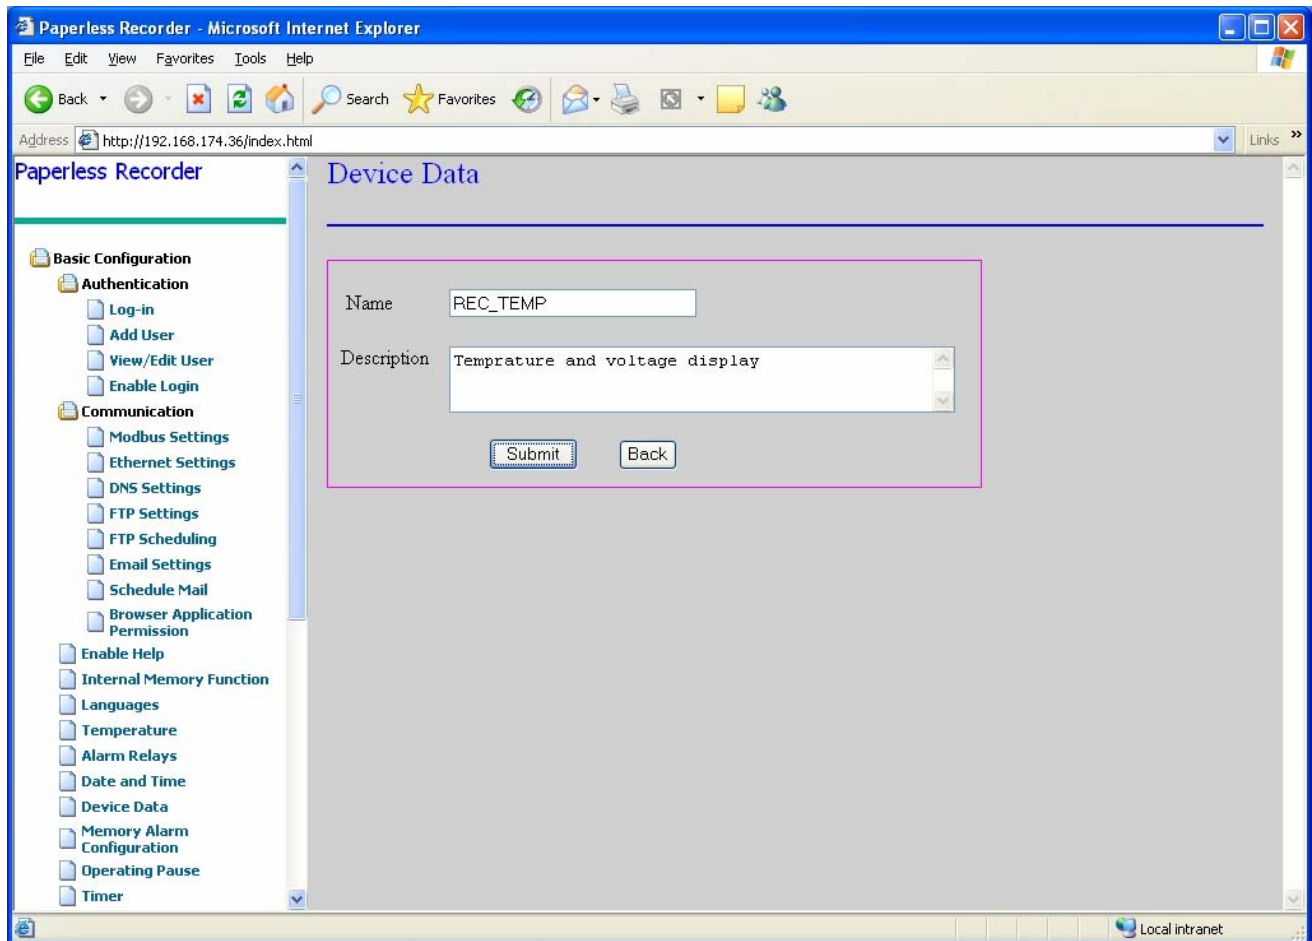 Paperless Recorder - Microsoft Internet Explorer
File Edit View Favorites Tools Help
Back Search Favorites
Address http://192.168.174.36/index.html Links »
Paperless Recorder
Basic Configuration
Authentication
Log-in
Add User
View/Edit User
Enable Login
Communication
Modbus Settings
Ethernet Settings
DNS Settings
FTP Settings
FTP Scheduling
Email Settings
Schedule Mail
Browser Application
Permission
Enable Help
Internal Memory Function
Languages
Temperature
Alarm Relays
Date and Time
Device Data
Memory Alarm
Configuration
Operating Pause
Timer
Device Data
Name REC_TEMP
Description Temprature and voltage display
Submit Back
Local intranet